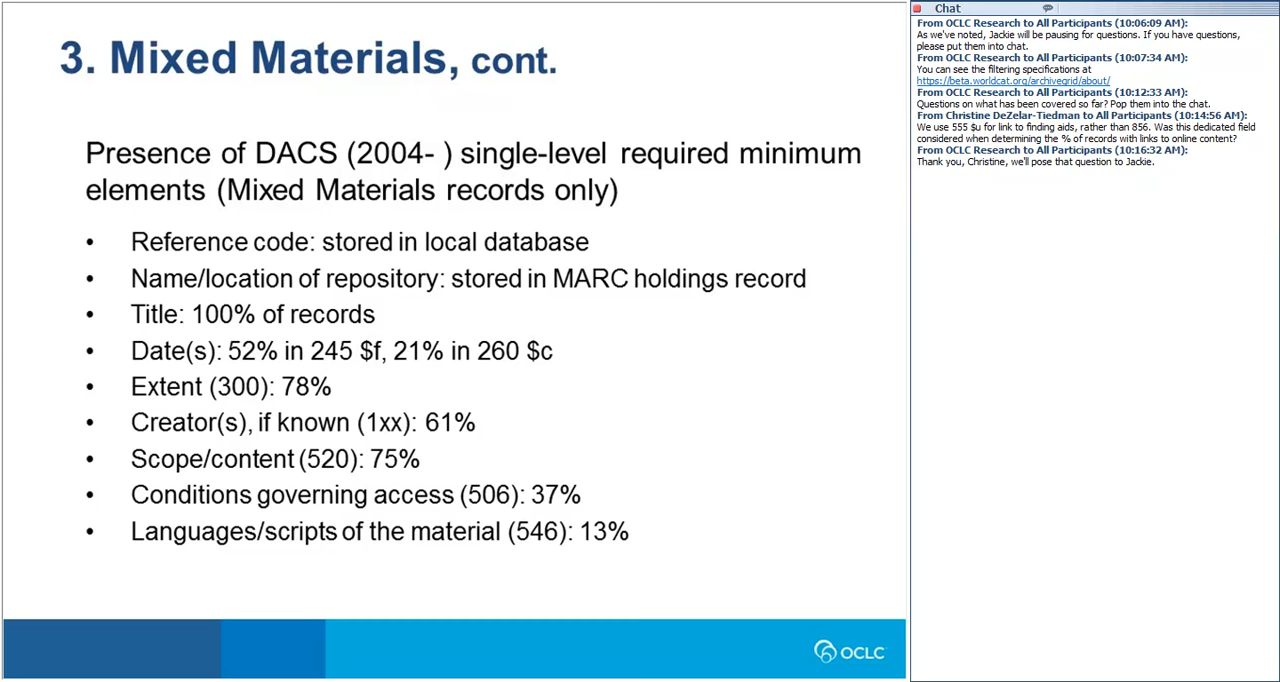 3. Mixed Materials, cont.
Presence of DACS (2004- ) single-level required minimum
elements (Mixed Materials records only)
• Reference code: stored in local database
• Name/location of repository: stored in MARC holdings record
• Title: 100% of records
• Date(s): 52% in 245 $f, 21% in 260 $c
• Extent (300): 78%
• Creator(s), if known (1xx): 61%
• Scope/content (520): 75%
• Conditions governing access (506): 37%
• Languages/scripts of the material (546): 13%
OCLC
Chat
From OCLC Research to All Participants (10:06:09 AM):
As we've noted, Jackie will be pausing for questions. If you have questions,
please put them into chat.
From OCLC Research to All Participants (10:07:34 AM):
You can see the filtering specifications at
https://beta.worldcat.org/archivegrid/about/
From OCLC Research to All Participants (10:12:33 AM):
Questions on what has been covered so far? Pop them into the chat.
From Christine DeZelar-Tiedman to All Participants (10:14:56 AM):
We use 555 $u for link to finding aids, rather than 856. Was this dedicated field
considered when determining the % of records with links to online content?
From OCLC Research to All Participants (10:16:32 AM):
Thank you, Christine, we'll pose that question to Jackie.